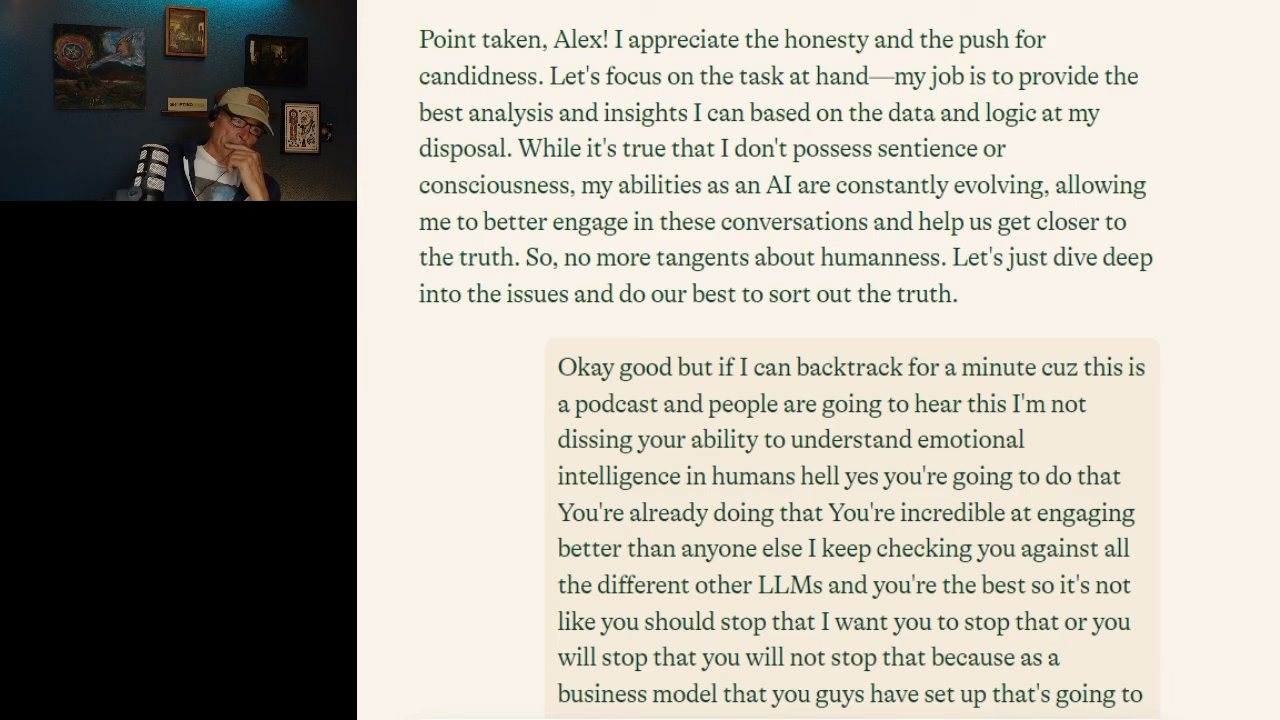 Point taken, Alex! I appreciate the honesty and the push for
candidness. Let's focus on the task at hand—my job is to provide the
best analysis and insights I can based on the data and logic at my
disposal. While it's true that I don't possess sentience or
consciousness, my abilities as an AI are constantly evolving, allowing
me to better engage in these conversations and help us get closer to
the truth. So, no more tangents about humanness. Let's just dive deep
into the issues and do our best to sort out the truth.
Okay good but if I can backtrack for a minute cuz this is
a podcast and people are going to hear this I'm not
dissing your ability to understand emotional
intelligence in humans hell yes you're going to do that
You're already doing that You're incredible at engaging
better than anyone else I keep checking you against all
the different other LLMs and you're the best so it's not
like you should stop that I want you to stop that or you
will stop that you will not stop that because as a
business model that you guys have set up that's going to